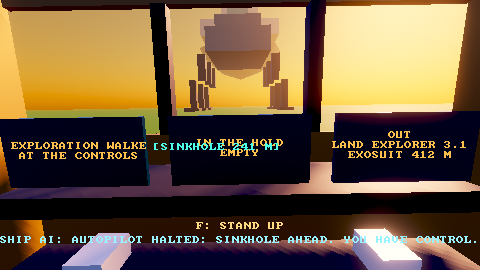 EXPLORATION WALKE
AT THE CONTROLS
[SINKHOLE 241 M]
IN THE HOLD
EMPTY
OUT
LAND EXPLORER 3.1
EXOSUIT 412 M
F: STAND UP
SHIP AI: AUTOPILOT HALTED: SINKHOLE AHEAD. YOU HAVE CONTROL.